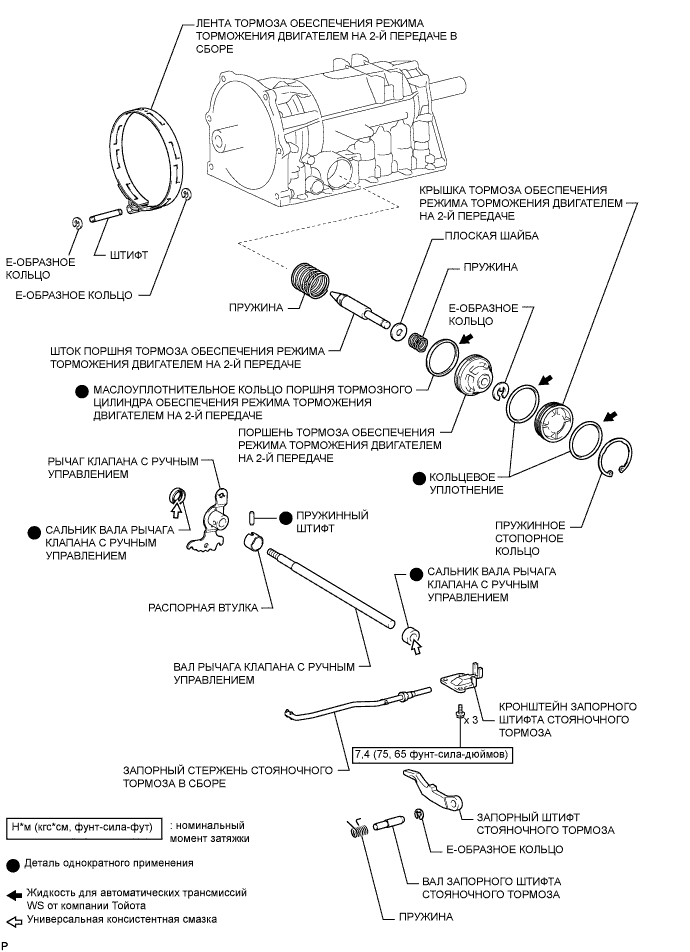 ЛЕНТА ТОРМОЗА ОБЕСПЕЧЕНИЯ РЕЖИМА
ТОРМОЖЕНИЯ ДВИГАТЕЛЕМ НА 2-Й ПЕРЕДАЧЕ В
СБОРЕ
КРЫШКА ТОРМОЗА ОБЕСПЕЧЕНИЯ
РЕЖИМА ТОРМОЖЕНИЯ ДВИГАТЕЛЕМ
НА 2-Й ПЕРЕДАЧЕ
ПЛОСКАЯ ШАЙБА
ШТИФТ
Е-ОБРАЗНОЕ
КОЛЬЦО
ПРУЖИНА
Е-ОБРАЗНОЕ КОЛЬЦО
ПРУЖИНА
Е-ОБРАЗНОЕ
КОЛЬЦО
ШТОК ПОРШНЯ ТОРМОЗА ОБЕСПЕЧЕНИЯ РЕЖИМА
ТОРМОЖЕНИЯ ДВИГАТЕЛЕМ НА 2-Й ПЕРЕДАЧЕ
МАСЛОУПЛОТНИТЕЛЬНОЕ КОЛЬЦО ПОРШНЯ ТОРМОЗНОГО
ЦИЛИНДРА ОБЕСПЕЧЕНИЯ РЕЖИМА ТОРМОЖЕНИЯ
ДВИГАТЕЛЕМ НА 2-Й ПЕРЕДАЧЕ
ПОРШЕНЬ ТОРМОЗА ОБЕСПЕЧЕНИЯ
РЕЖИМА ТОРМОЖЕНИЯ ДВИГАТЕЛЕМ
НА 2-Й ПЕРЕДАЧЕ
РЫЧАГ КЛАПАНА С РУЧНЫМ
УПРАВЛЕНИЕМ
КОЛЬЦЕВОЕ
УПЛОТНЕНИЕ
ПРУЖИННЫЙ
ШТИФТ
ПРУЖИННОЕ
СТОПОРНОЕ
КОЛЬЦО
САЛЬНИК ВАЛА РЫЧАГА
КЛАПАНА С РУЧНЫМ
УПРАВЛЕНИЕМ
САЛЬНИК ВАЛА РЫЧАГА
КЛАПАНА С РУЧНЫМ
УПРАВЛЕНИЕМ
РАСПОРНАЯ ВТУЛКА
ВАЛ РЫЧАГА КЛАПАНА С РУЧНЫМ
УПРАВЛЕНИЕМ
КРОНШТЕЙН ЗАПОРНОГО
ШТИФТА СТОЯНОЧНОГО
ТОРМОЗА
x 3
7,4 (75, 65 фунт-сила-дюймов)
ЗАПОРНЫЙ СТЕРЖЕНЬ СТОЯНОЧНОГО
ТОРМОЗА В СБОРЕ
ЗАПОРНЫЙ ШТИФТ
СТОЯНОЧНОГО ТОРМОЗА
Н*м (кгс*см, фунт-сила-фут)
: номинальный
момент затяжки
Е-ОБРАЗНОЕ КОЛЬЦО
Деталь однократного применения
ВАЛ ЗАПОРНОГО ШТИФТА
СТОЯНОЧНОГО ТОРМОЗА
Жидкость для автоматических трансмиссий
WS от компании Тойота
ПРУЖИНА
Универсальная консистентная смазка
P